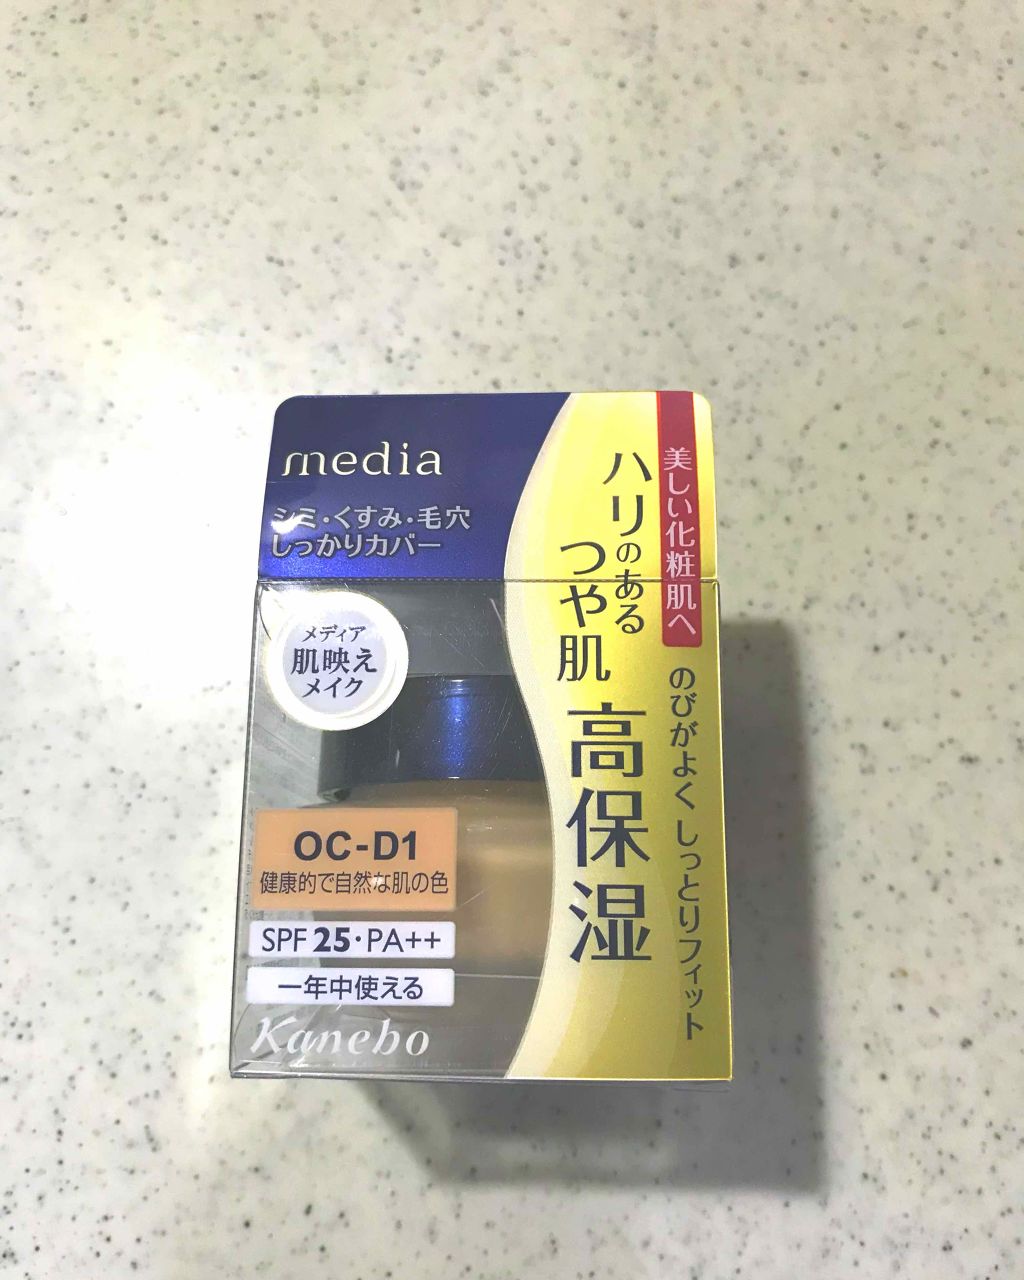 media
シミ・くすみ・毛穴
しっかりカバー
メディア
肌映え
メイク
OC-D1
健康的で自然な肌の色
SPF 25・PA++
一年中使える
Kanebo
美しい化粧肌へ
のびがよく しっとりフィット
ハリのある
つや肌
高保湿